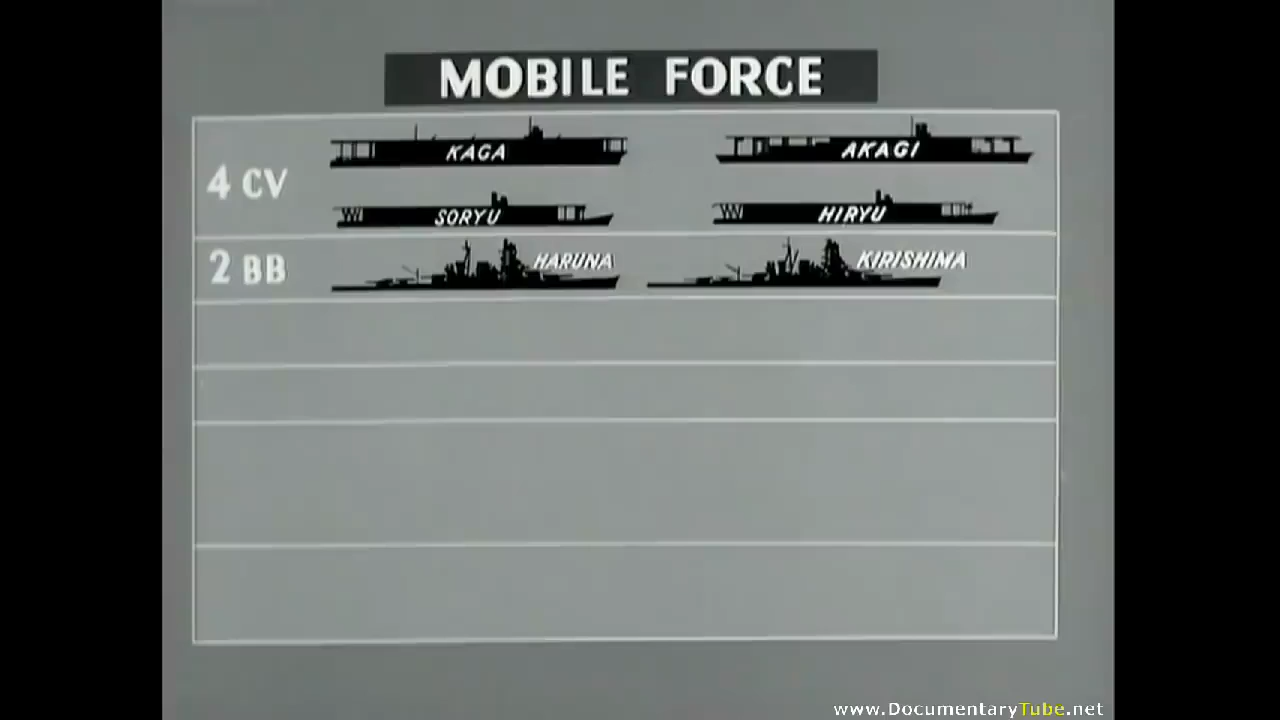 MOBILE FORCE
4 CV
KAGA
AKAGI
SORYU
HIRYU
2 BB
HARUNA
KIRISHIMA
www.DocumentaryTube.net